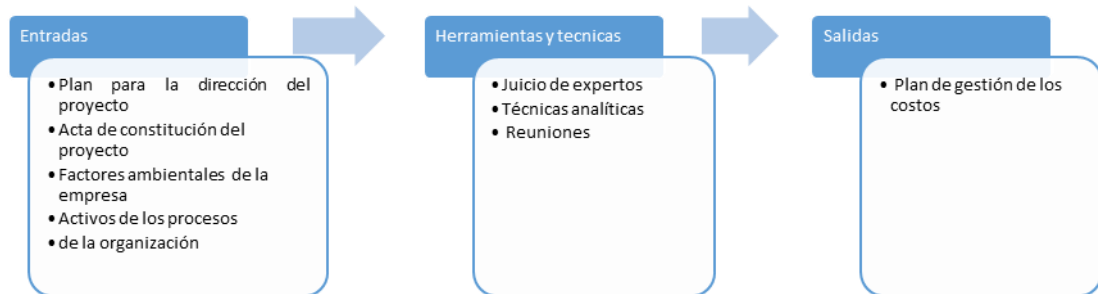 Entradas
• Plan para la dirección del
proyecto
• Acta de constitución del
proyecto
• Factores ambientales de la
empresa
• Activos de los procesos
• de la organización
Herramientas y tecnicas
• Juicio de expertos
• Técnicas analíticas
• Reuniones
Salidas
• Plan de gestión de los
costos